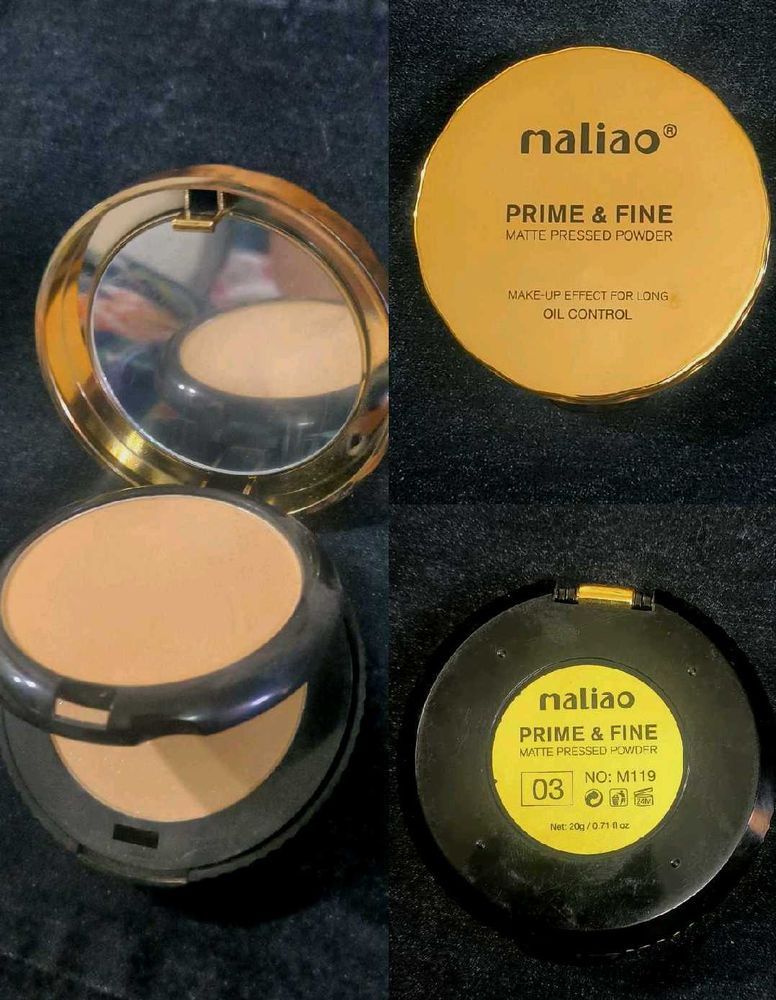 maliao®
PRIME & FINE
MATTE PRESSED POWDER
MAKE-UP EFFECT FOR LONG
OIL CONTROL
maliao
PRIME & FINE
MATTE PRESSED POWDER
03
NO: M119
24M
Net: 20g / 0.71 fl oz